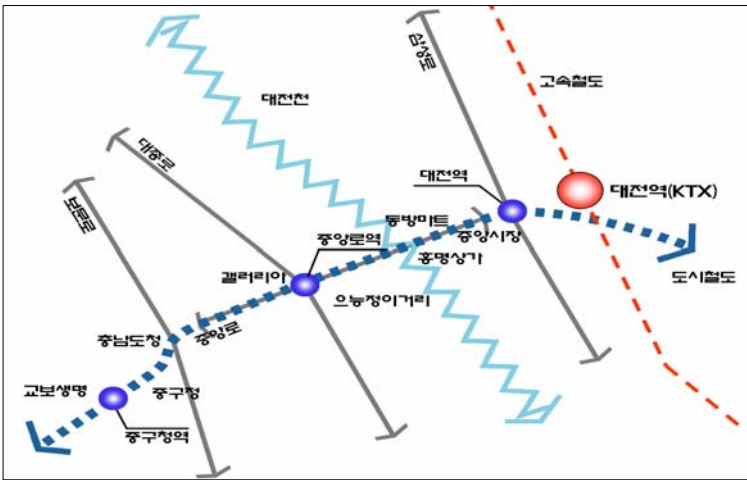 삼성로
고속철도
대전천
대종로
대전역
대전역(KTX)
보문로
동방마트
중앙시장
중앙로역
홍명상가
갤러리아
으능정이거리
도시철도
중앙로
충남도청
교보생명
중구청
중구청역